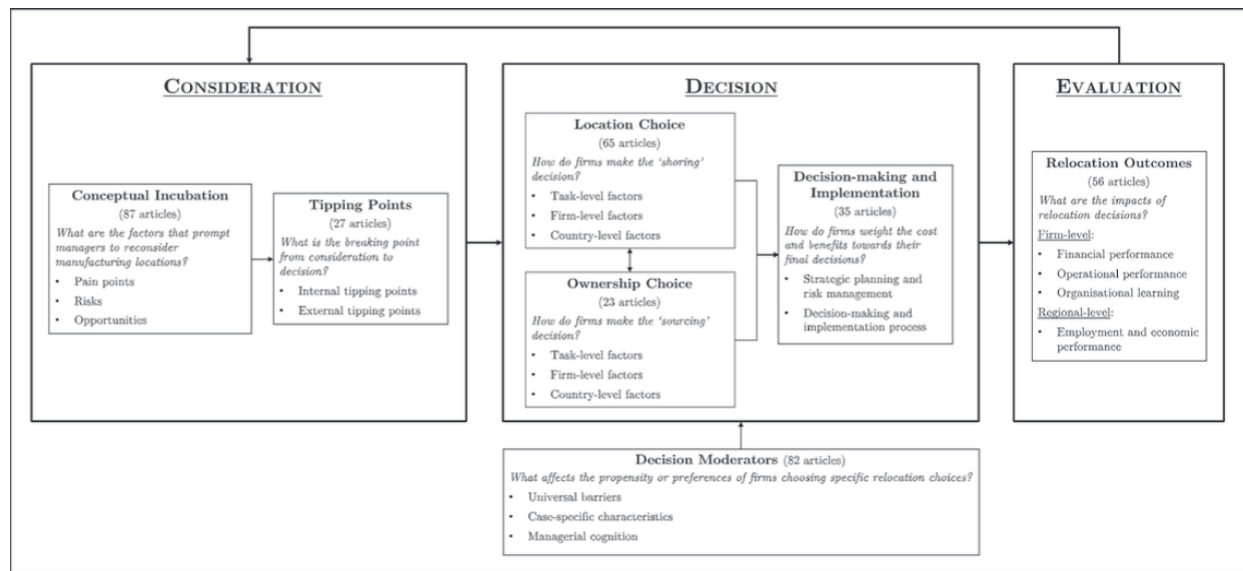 CONSIDERATION
Conceptual Incubation
(87 articles)
What are the factors that prompt
managers to reconsider
manufacturing locations?
• Pain points
• Risks
• Opportunities
Tipping Points
(27 articles)
What is the breaking point
from consideration to
decision?
• Internal tipping points
• External tipping points
DECISION
Location Choice
(65 articles)
How do firms make the ‘shoring’
decision?
• Task-level factors
• Firm-level factors
• Country-level factors
Ownership Choice
(23 articles)
How do firms make the ‘sourcing’
decision?
• Task-level factors
• Firm-level factors
• Country-level factors
Decision-making and
Implementation
(35 articles)
How do firms weight the cost
and benefits towards their
final decisions?
• Strategic planning and
risk management
• Decision-making and
implementation process
EVALUATION
Relocation Outcomes
(56 articles)
What are the impacts of
relocation decisions?
Firm-level:
• Financial performance
• Operational performance
• Organisational learning
Regional-level:
• Employment and economic
performance
Decision Moderators (82 articles)
What affects the propensity or preferences of firms choosing specific relocation choices?
• Universal barriers
• Case-specific characteristics
• Managerial cognition